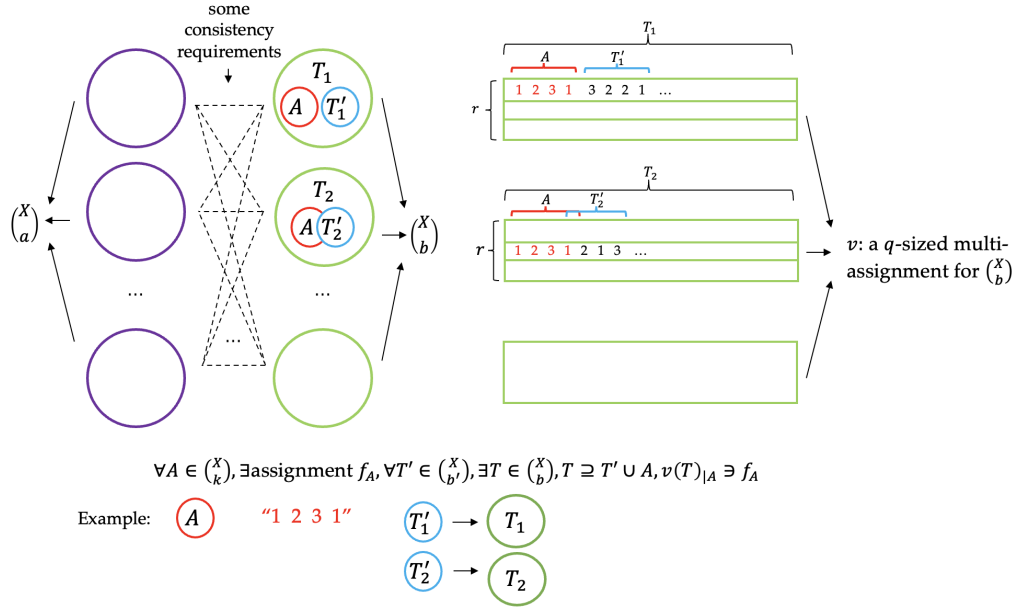 some
consistency
requirements
T₁
A T₁′
T₂
A T₂′
(X a)
(X b)
...
...
...
T₁
A T₁′
r
1 2 3 1 3 2 2 1 ...
T₂
A T₂′
r
1 2 3 1 2 1 3 ...
v: a q-sized multi-
assignment for (X b)
∀A ∈ (X k), ∃assignment f_A, ∀T′ ∈ (X b′), ∃T ∈ (X b), T ⊇ T′ ∪ A, v(T)_|A ∋ f_A
Example: A "1 2 3 1" T₁′ → T₁
T₂′ → T₂